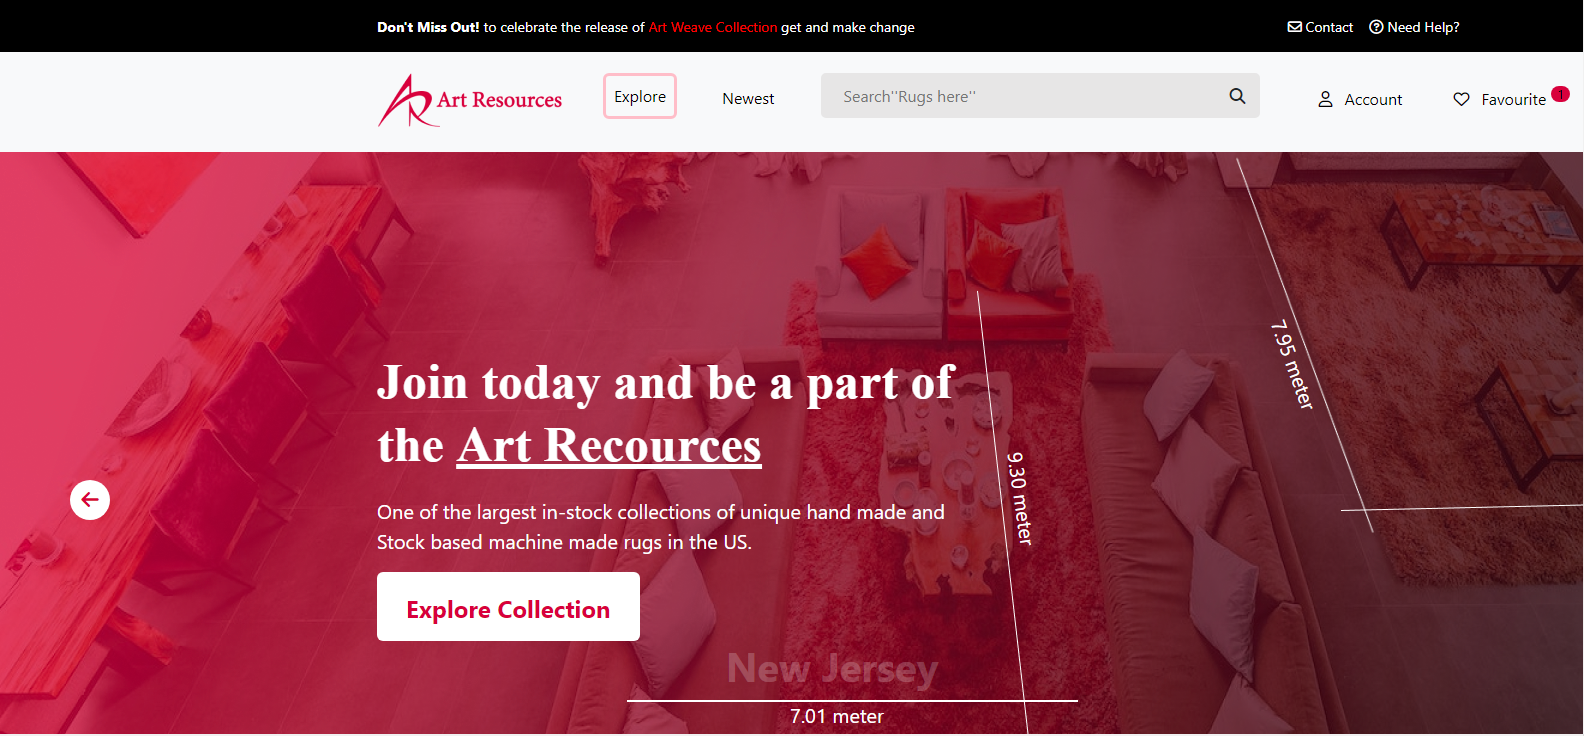 Don't Miss Out! to celebrate the release of Art Weave Collection get and make change
Contact
Need Help?
Art Resources
Explore
Newest
Search''Rugs here''
Account
Favourite 1
Join today and be a part of
the Art Recources
One of the largest in-stock collections of unique hand made and
Stock based machine made rugs in the US.
Explore Collection
7.95 meter
9.30 meter
New Jersey
7.01 meter